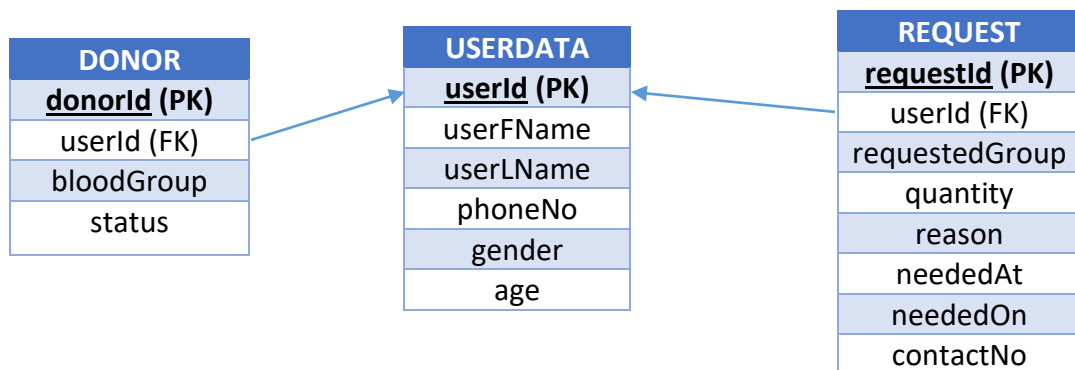 DONOR
donorId (PK)
userId (FK)
bloodGroup
status
USERDATA
userId (PK)
userFName
userLName
phoneNo
gender
age
REQUEST
requestId (PK)
userId (FK)
requestedGroup
quantity
reason
neededAt
neededOn
contactNo